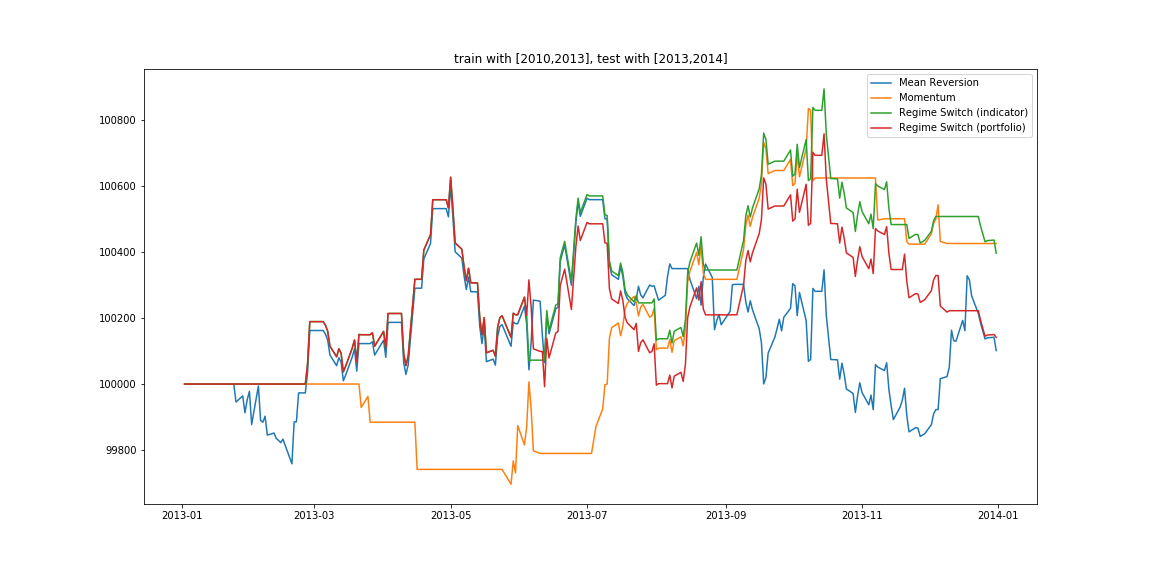 train with [2010,2013], test with [2013,2014]
Mean Reversion
Momentum
Regime Switch (indicator)
Regime Switch (portfolio)
100800
100600
100400
100200
100000
99800
2013-01
2013-03
2013-05
2013-07
2013-09
2013-11
2014-01